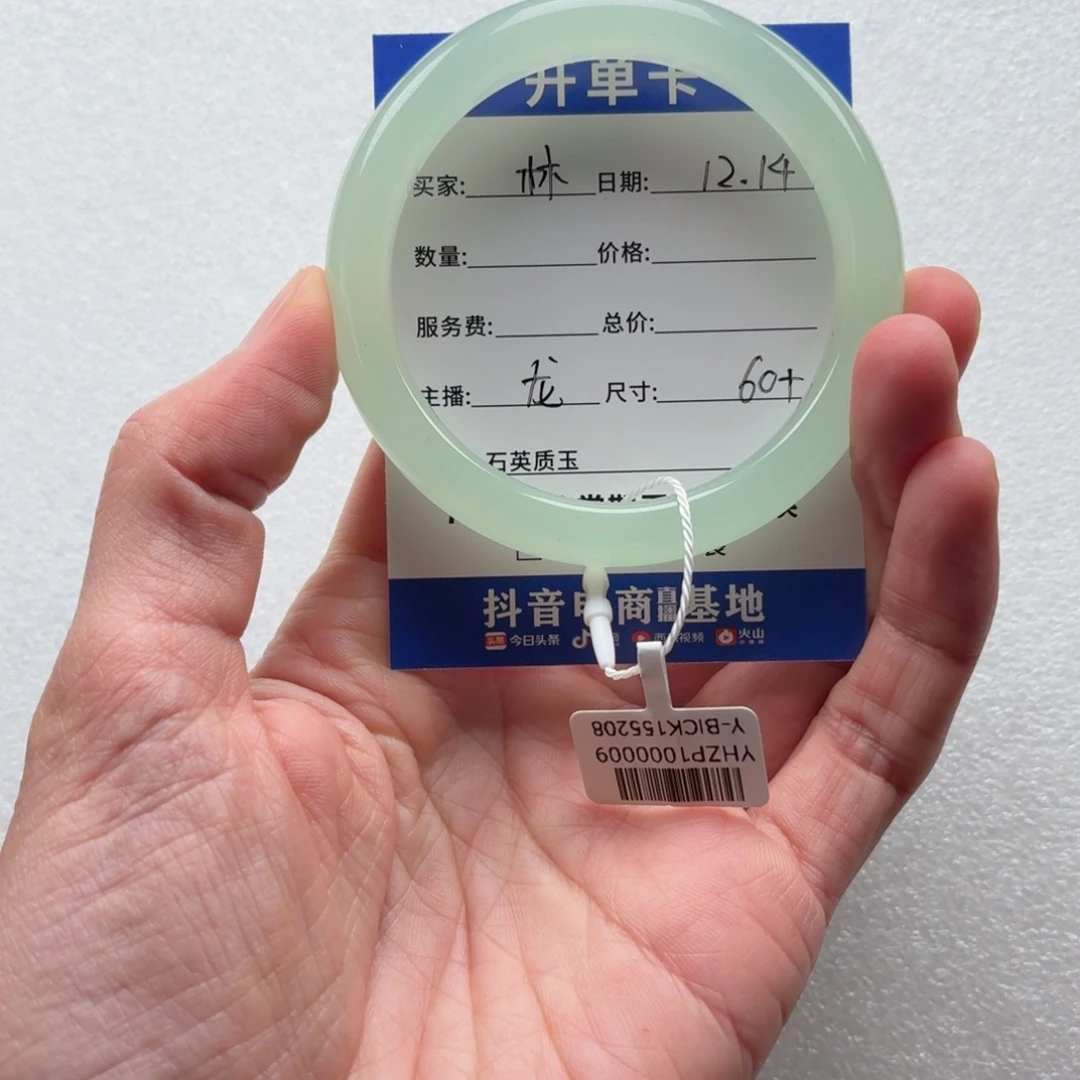 开单卡
买家: 林 日期: 12.14
数量: 价格:
服务费: 总价:
主播: 龙 尺寸: 60+
石英质玉
抖音电商直播基地
头条 今日头条 西瓜视频 火山
YHZP1000009
Y-BICK155208